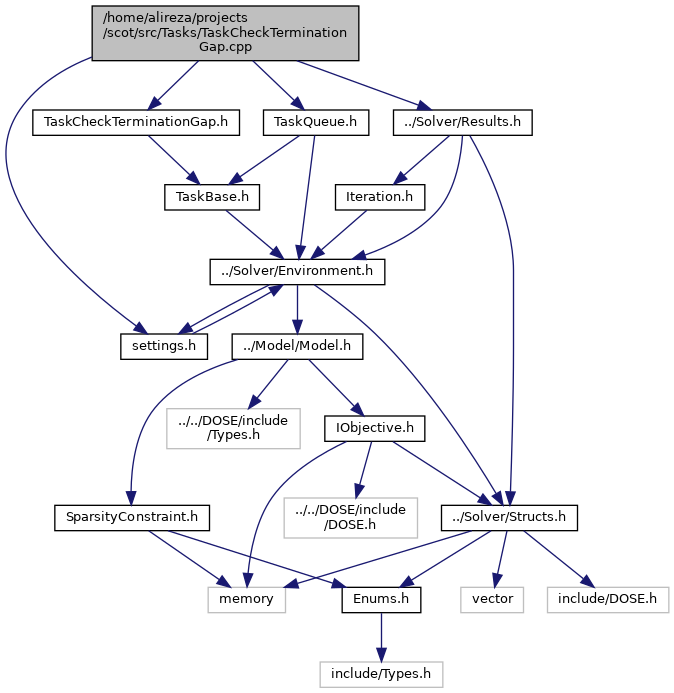 /home/alireza/projects
/scot/src/Tasks/TaskCheckTermination
Gap.cpp
TaskCheckTerminationGap.h
TaskQueue.h
../Solver/Results.h
TaskBase.h
Iteration.h
../Solver/Environment.h
settings.h
../Model/Model.h
../../DOSE/include
/Types.h
IObjective.h
../../DOSE/include
/DOSE.h
SparsityConstraint.h
../Solver/Structs.h
memory
Enums.h
vector
include/DOSE.h
include/Types.h